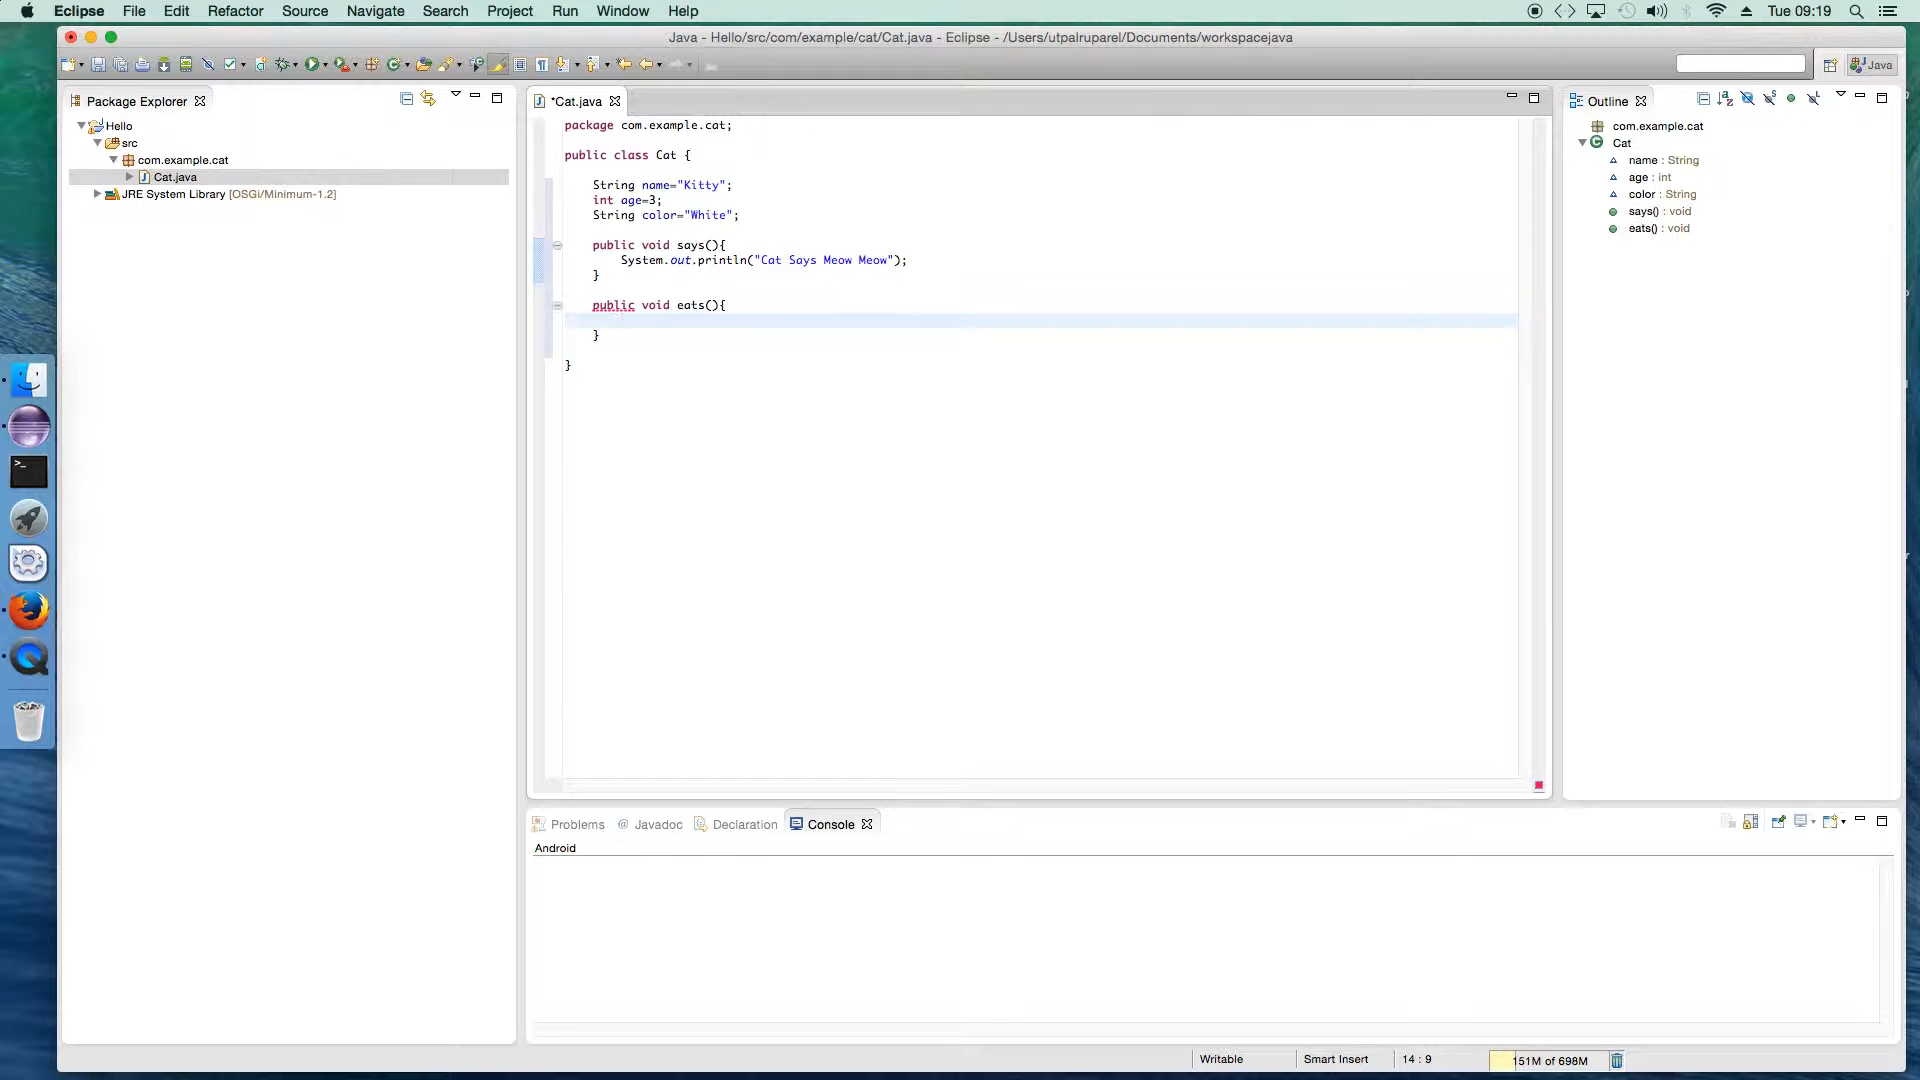 Eclipse File Edit Refactor Source Navigate Search Project Run Window Help Tue 09:19
Java - Hello/src/com/example/cat/Cat.java - Eclipse - /Users/utpalruparel/Documents/workspacejava
Java
Package Explorer
Hello
src
com.example.cat
Cat.java
JRE System Library [OSGi/Minimum-1.2]
*Cat.java
package com.example.cat;
public class Cat {
String name="Kitty";
int age=3;
String color="White";
public void says(){
System.out.println("Cat Says Meow Meow");
}
public void eats(){
}
}
Outline
com.example.cat
Cat
name : String
age : int
color : String
says() : void
eats() : void
Problems @ Javadoc Declaration Console
Android
Writable Smart Insert 14 : 9 151M of 698M